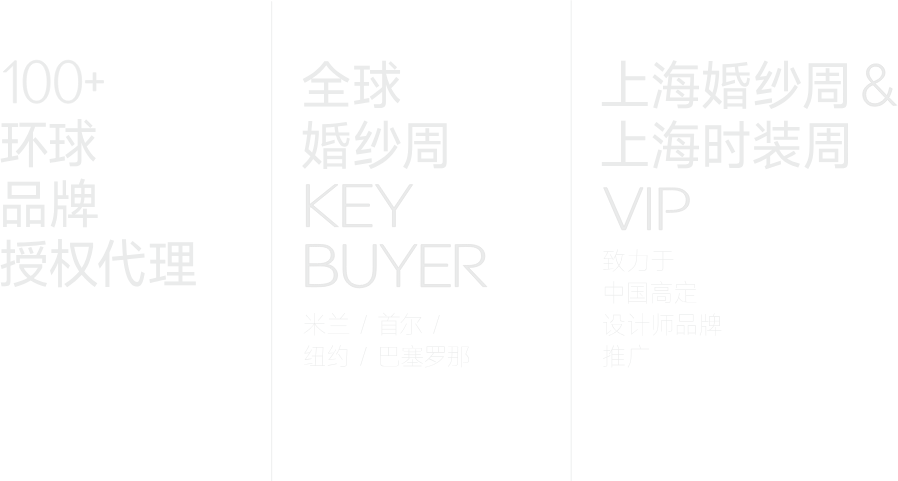 100+
环球
品牌
授权代理
全球
婚纱周
KEY
BUYER
米兰 / 首尔 /
纽约 / 巴塞罗那
上海婚纱周 &
上海时装周
VIP
致力于
中国高定
设计师品牌
推广